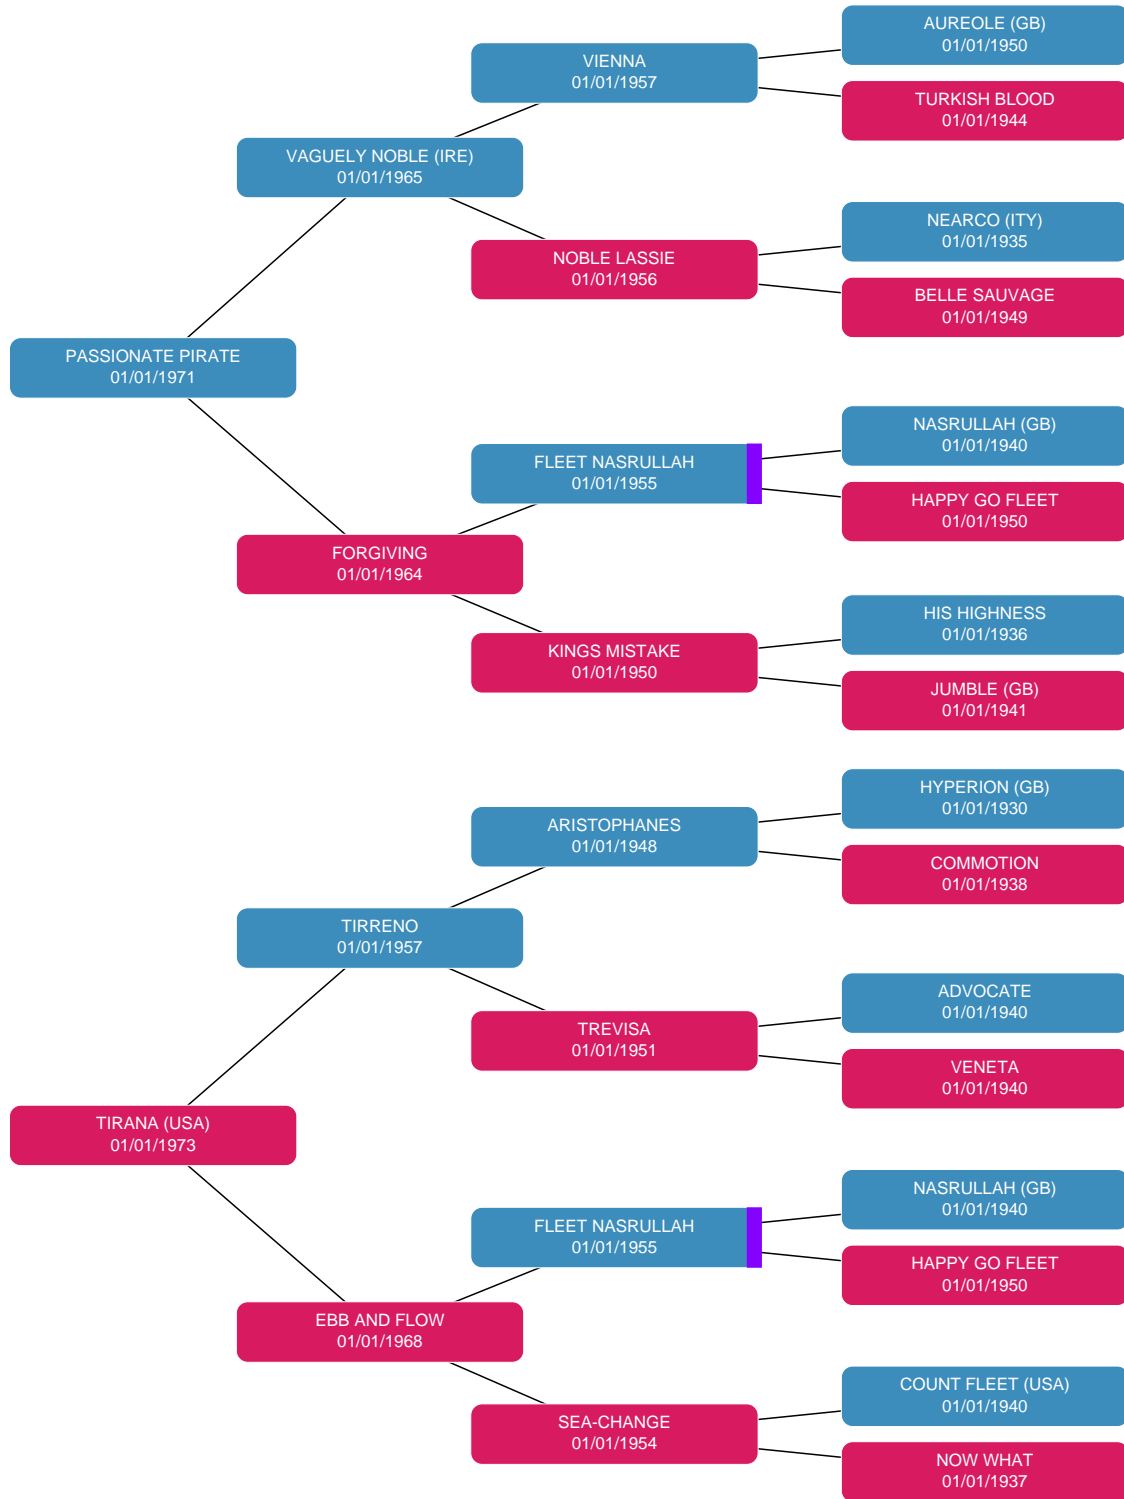 AUREOLE (GB)
01/01/1950
VIENNA
01/01/1957
TURKISH BLOOD
01/01/1944
VAGUELY NOBLE (IRE)
01/01/1965
NEARCO (ITY)
01/01/1935
NOBLE LASSIE
01/01/1956
BELLE SAUVAGE
01/01/1949
PASSIONATE PIRATE
01/01/1971
NASRULLAH (GB)
01/01/1940
FLEET NASRULLAH
01/01/1955
HAPPY GO FLEET
01/01/1950
FORGIVING
01/01/1964
HIS HIGHNESS
01/01/1936
KINGS MISTAKE
01/01/1950
JUMBLE (GB)
01/01/1941
HYPERION (GB)
01/01/1930
ARISTOPHANES
01/01/1948
COMMOTION
01/01/1938
TIRRENO
01/01/1957
ADVOCATE
01/01/1940
TREVISA
01/01/1951
VENETA
01/01/1940
TIRANA (USA)
01/01/1973
NASRULLAH (GB)
01/01/1940
FLEET NASRULLAH
01/01/1955
HAPPY GO FLEET
01/01/1950
EBB AND FLOW
01/01/1968
COUNT FLEET (USA)
01/01/1940
SEA-CHANGE
01/01/1954
NOW WHAT
01/01/1937